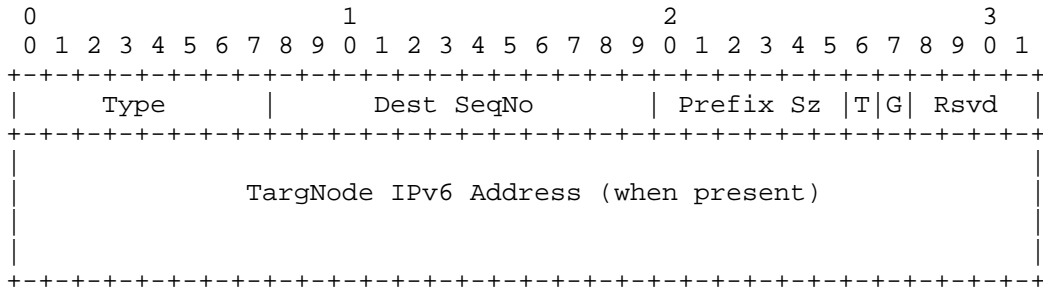 0                   1                   2                   3
 0 1 2 3 4 5 6 7 8 9 0 1 2 3 4 5 6 7 8 9 0 1 2 3 4 5 6 7 8 9 0 1
+-+-+-+-+-+-+-+-+-+-+-+-+-+-+-+-+-+-+-+-+-+-+-+-+-+-+-+-+-+-+-+-+
|     Type      |      Dest SeqNo       | Prefix Sz |T|G| Rsvd  |
+-+-+-+-+-+-+-+-+-+-+-+-+-+-+-+-+-+-+-+-+-+-+-+-+-+-+-+-+-+-+-+-+
|                                                               |
|              TargNode IPv6 Address (when present)             |
|                                                               |
|                                                               |
+-+-+-+-+-+-+-+-+-+-+-+-+-+-+-+-+-+-+-+-+-+-+-+-+-+-+-+-+-+-+-+-+